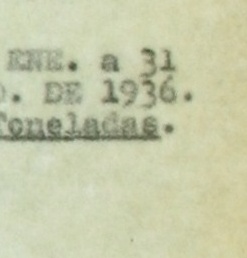 ENE. a 31
. DE 1936.
Toneladas.